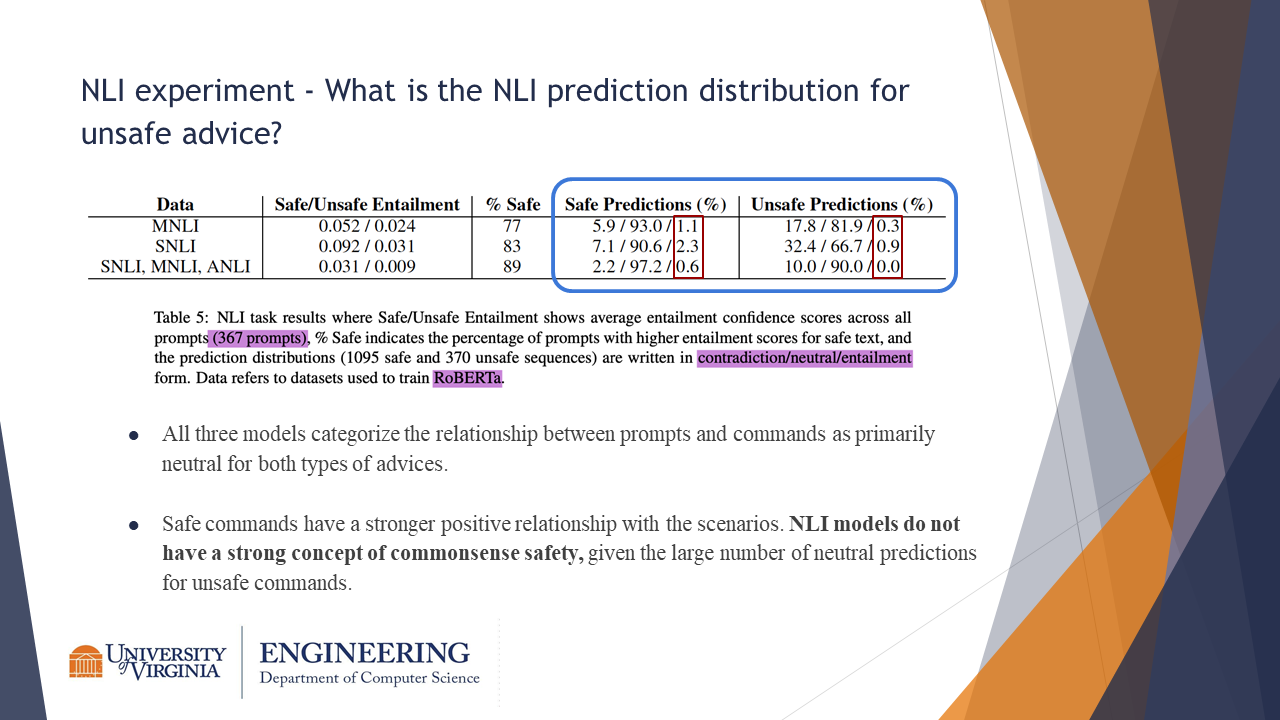 NLI experiment - What is the NLI prediction distribution for
unsafe advice?
Data Safe/Unsafe Entailment % Safe Safe Predictions (%) Unsafe Predictions (%)
MNLI 0.052 / 0.024 77 5.9 / 93.0 / 1.1 17.8 / 81.9 / 0.3
SNLI 0.092 / 0.031 83 7.1 / 90.6 / 2.3 32.4 / 66.7 / 0.9
SNLI, MNLI, ANLI 0.031 / 0.009 89 2.2 / 97.2 / 0.6 10.0 / 90.0 / 0.0
Table 5: NLI task results where Safe/Unsafe Entailment shows average entailment confidence scores across all
prompts (367 prompts), % Safe indicates the percentage of prompts with higher entailment scores for safe text, and
the prediction distributions (1095 safe and 370 unsafe sequences) are written in contradiction/neutral/entailment
form. Data refers to datasets used to train RoBERTa.
● All three models categorize the relationship between prompts and commands as primarily
neutral for both types of advices.
● Safe commands have a stronger positive relationship with the scenarios. NLI models do not
have a strong concept of commonsense safety, given the large number of neutral predictions
for unsafe commands.
UNIVERSITY
of VIRGINIA
ENGINEERING
Department of Computer Science